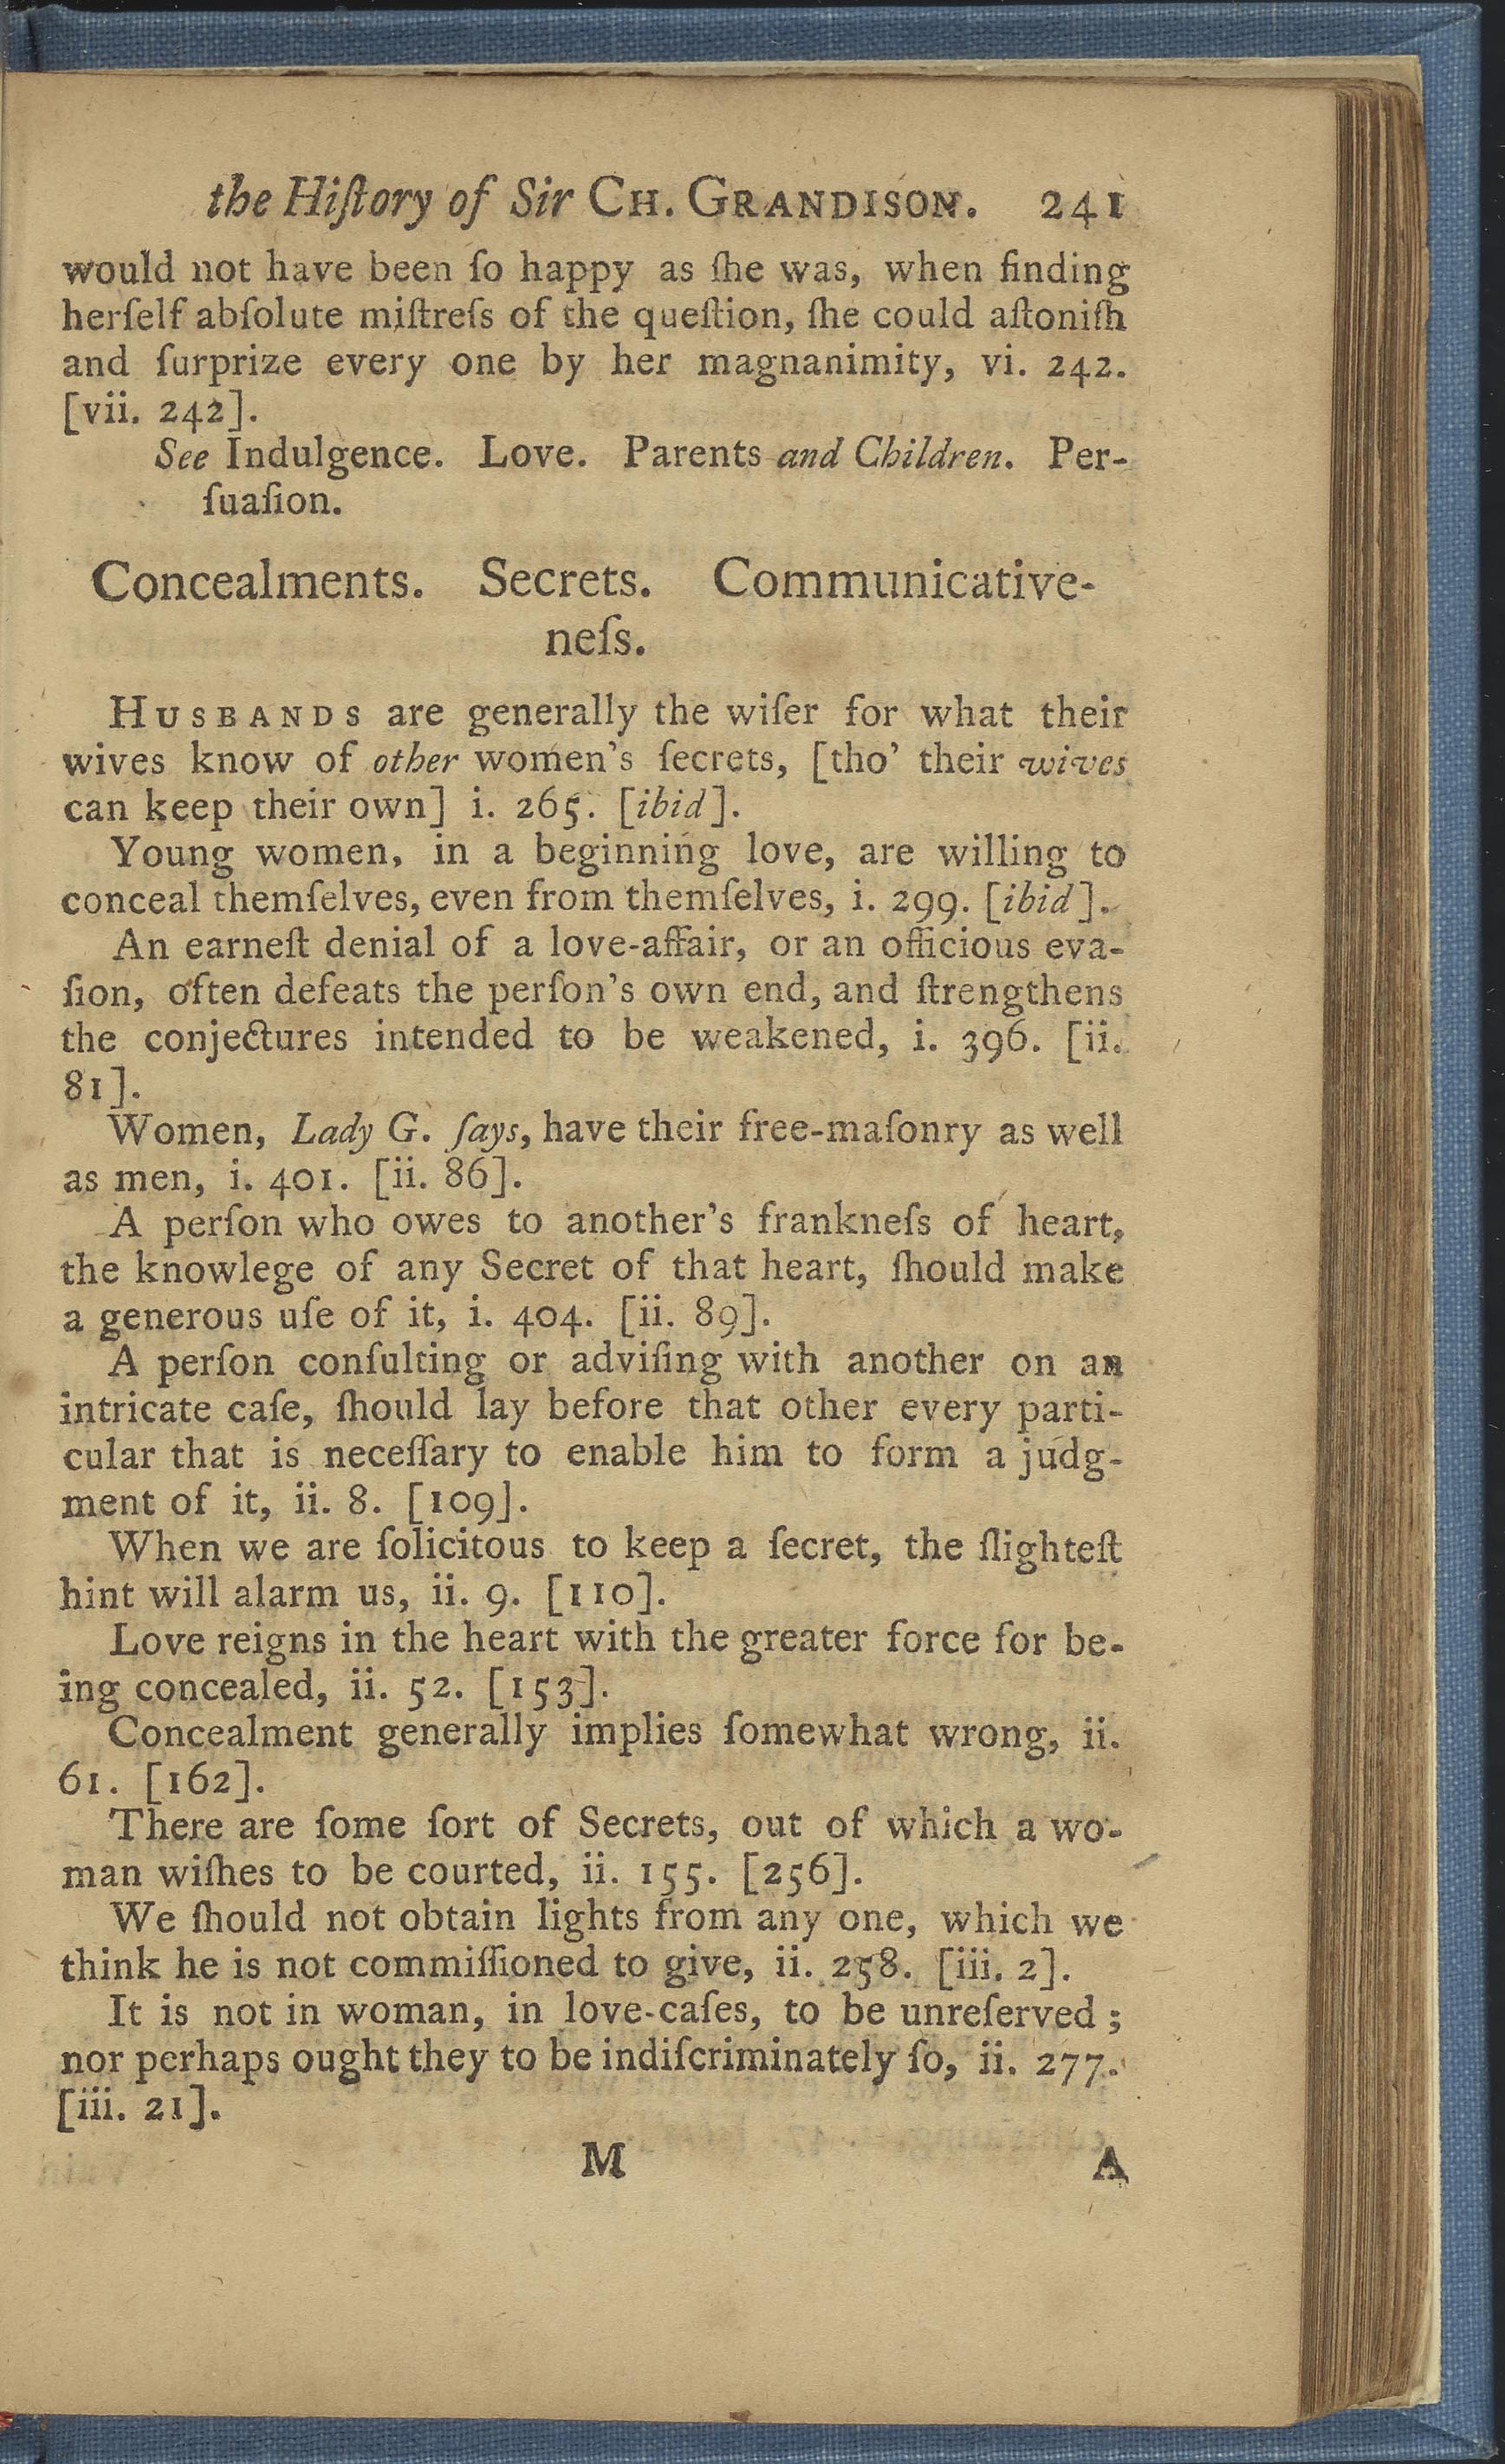 the Hiſtory of Sir CH. GRANDISON. 241
would not have been ſo happy as ſhe was, when finding
herſelf abſolute miſtreſs of the queſtion, ſhe could aſtoniſh
and ſurprize every one by her magnanimity, vi. 242.
[vii. 242].
See Indulgence. Love. Parents and Children. Per-
ſuaſion.
Concealments. Secrets. Communicative-
neſs.
HUSBANDS are generally the wiſer for what their
wives know of other women's ſecrets, [tho' their wives
can keep their own] i. 265. [ibid].
Young women, in a beginning love, are willing to
conceal themſelves, even from themſelves, i. 299. [ibid].
An earneſt denial of a love-affair, or an officious eva-
ſion, often defeats the perſon's own end, and ſtrengthens
the conjectures intended to be weakened, i. 396. [ii.
81].
Women, Lady G. ſays, have their free-maſonry as well
as men, i. 401. [ii. 86].
A perſon who owes to another's frankneſs of heart,
the knowlege of any Secret of that heart, ſhould make
a generous uſe of it, i. 404. [ii. 89].
A perſon conſulting or adviſing with another on an
intricate caſe, ſhould lay before that other every parti-
cular that is neceſſary to enable him to form a judg-
ment of it, ii. 8. [109].
When we are ſolicitous to keep a ſecret, the ſlighteſt
hint will alarm us, ii. 9. [110].
Love reigns in the heart with the greater force for be-
ing concealed, ii. 52. [153].
Concealment generally implies ſomewhat wrong, ii.
61. [162].
There are ſome ſort of Secrets, out of which a wo-
man wiſhes to be courted, ii. 155. [256].
We ſhould not obtain lights from any one, which we
think he is not commiſſioned to give, ii. 258. [iii. 2].
It is not in woman, in love-caſes, to be unreſerved;
nor perhaps ought they to be indiſcriminately ſo, ii. 277.
[iii. 21].
M A